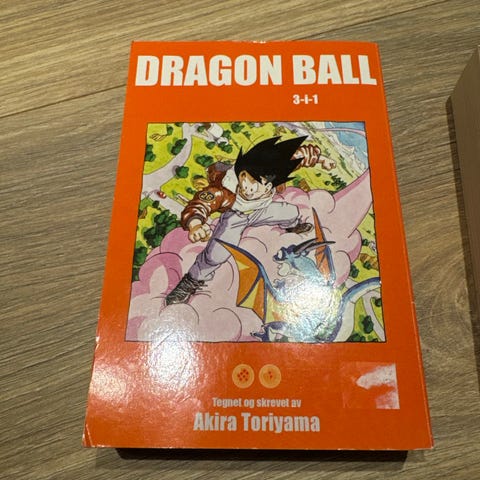 DRAGON BALL
3-i-1
Tegnet og skrevet av
Akira Toriyama